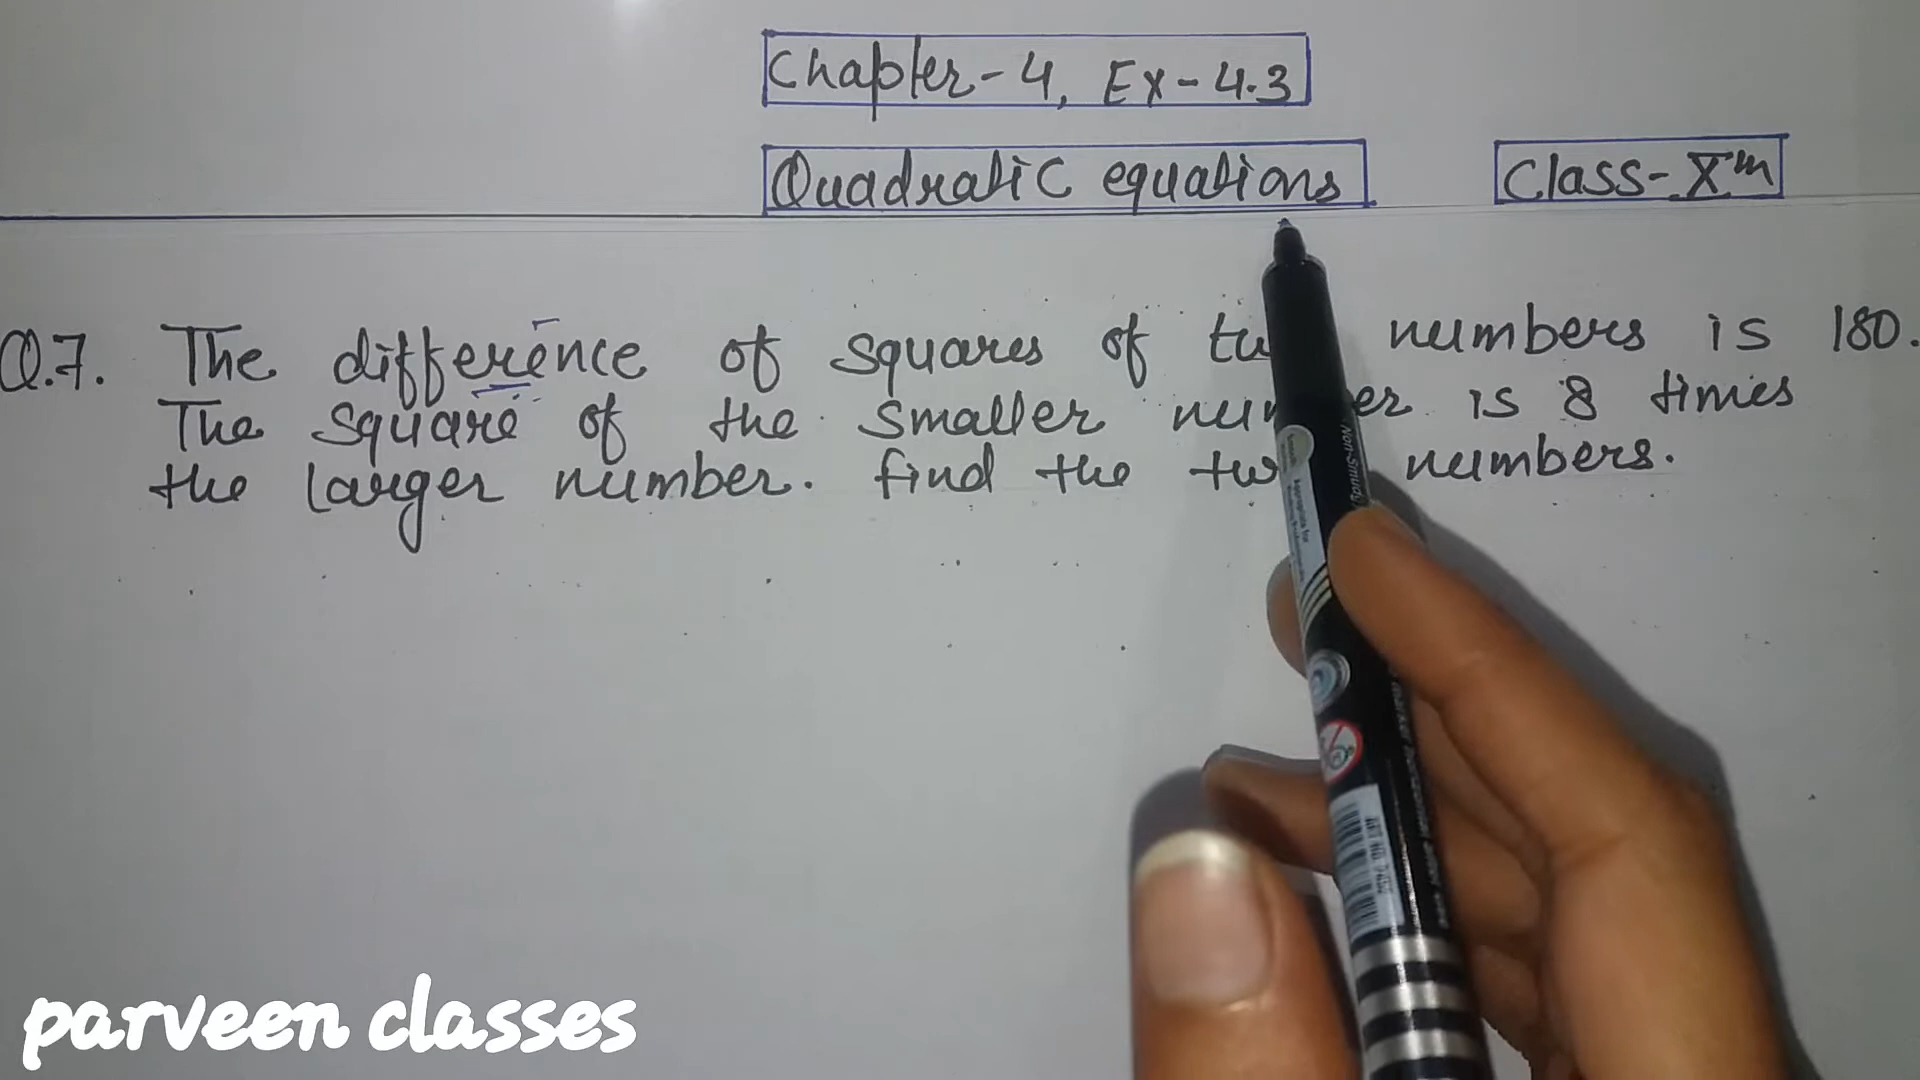 Chapter-4, Ex-4.3
Quadratic equations
Class-Xth
Q.7. The difference of squares of numbers is 180.
The square of the smaller is 8 times
the larger number. find the numbers.
parveen classes